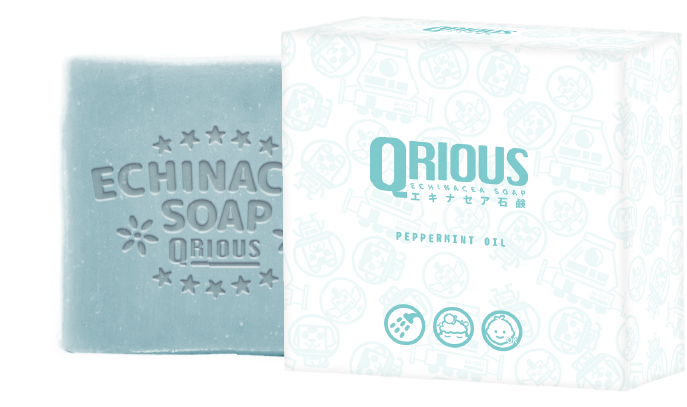 ECHINAC
SOAP
QRIOUS
QRIOUS
ECHINACEA SOAP
エキナセア石鹸
PEPPERMINT OIL